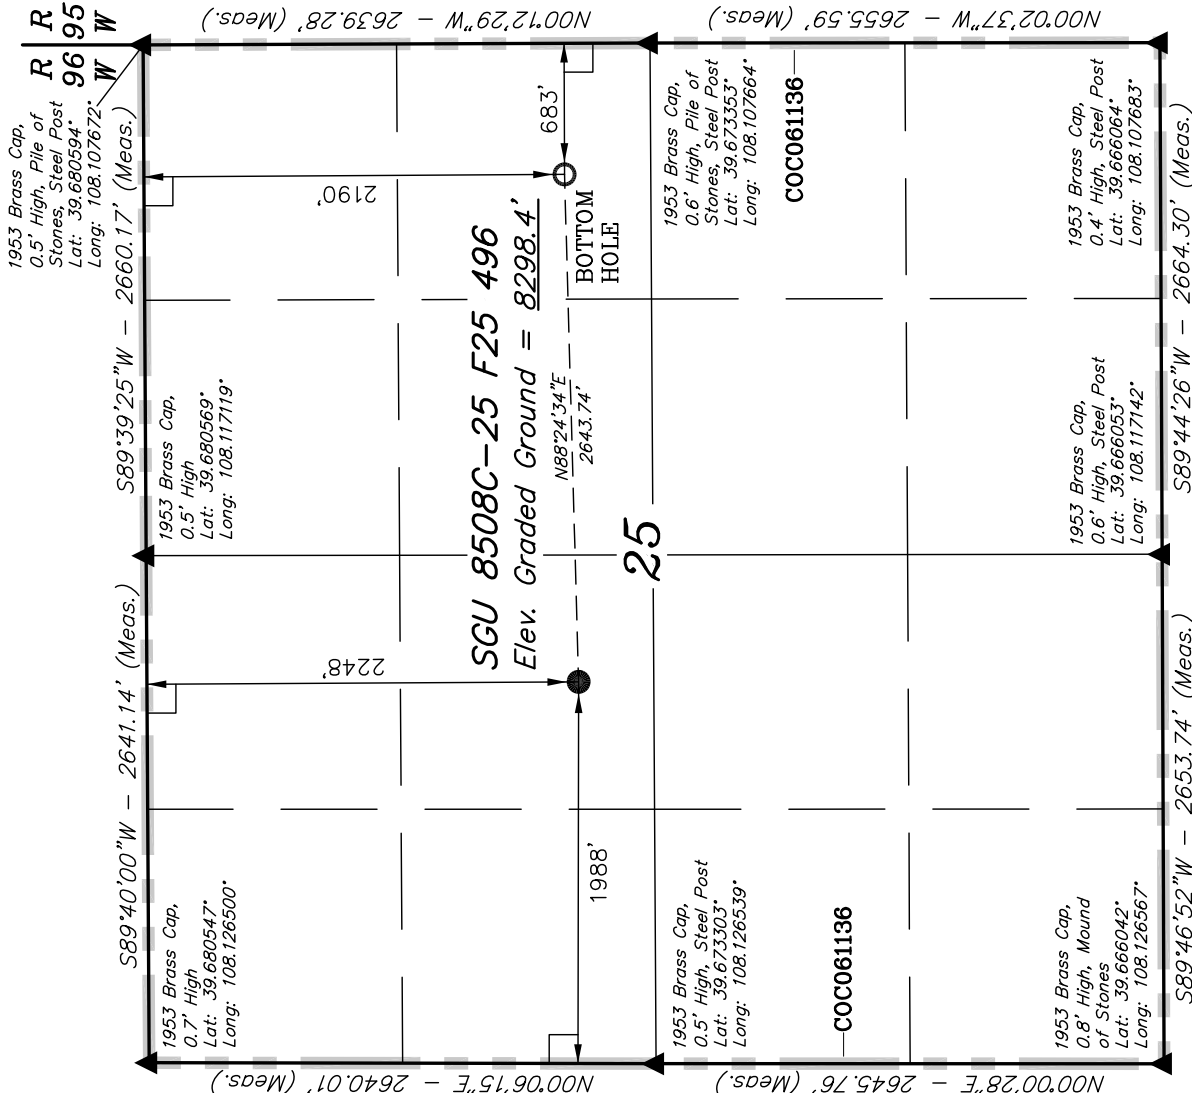 R 96 W
R 95 W
1953 Brass Cap,
0.5' High, Pile of
Stones, Steel Post
Lat: 39.680594°
Long: 108.107672°
S89°40'00"W - 2641.14' (Meas.)
S89°39'25"W - 2660.17' (Meas.)
1953 Brass Cap,
0.7' High
Lat: 39.680547°
Long: 108.126500°
1953 Brass Cap,
0.5' High
Lat: 39.680569°
Long: 108.117119°
N00°06'15"E - 2640.01' (Meas.)
N00°12'29"W - 2639.28' (Meas.)
2248'
2190'
SGU 8508C-25 F25 496
Elev. Graded Ground = 8298.4'
683'
N88°24'34"E
2643.74'
BOTTOM
HOLE
1988'
25
1953 Brass Cap,
0.5' High, Steel Post
Lat: 39.673303°
Long: 108.126539°
1953 Brass Cap,
0.6' High, Pile of
Stones, Steel Post
Lat: 39.673353°
Long: 108.107664°
COC061136
COC061136
N00°00'28"E - 2645.76' (Meas.)
N00°02'37"W - 2655.59' (Meas.)
1953 Brass Cap,
0.8' High, Mound
of Stones
Lat: 39.666042°
Long: 108.126567°
1953 Brass Cap,
0.6' High, Steel Post
Lat: 39.666053°
Long: 108.117142°
1953 Brass Cap,
0.4' High, Steel Post
Lat: 39.666064°
Long: 108.107683°
S89°46'52"W - 2653.74' (Meas.)
S89°44'26"W - 2664.30' (Meas.)